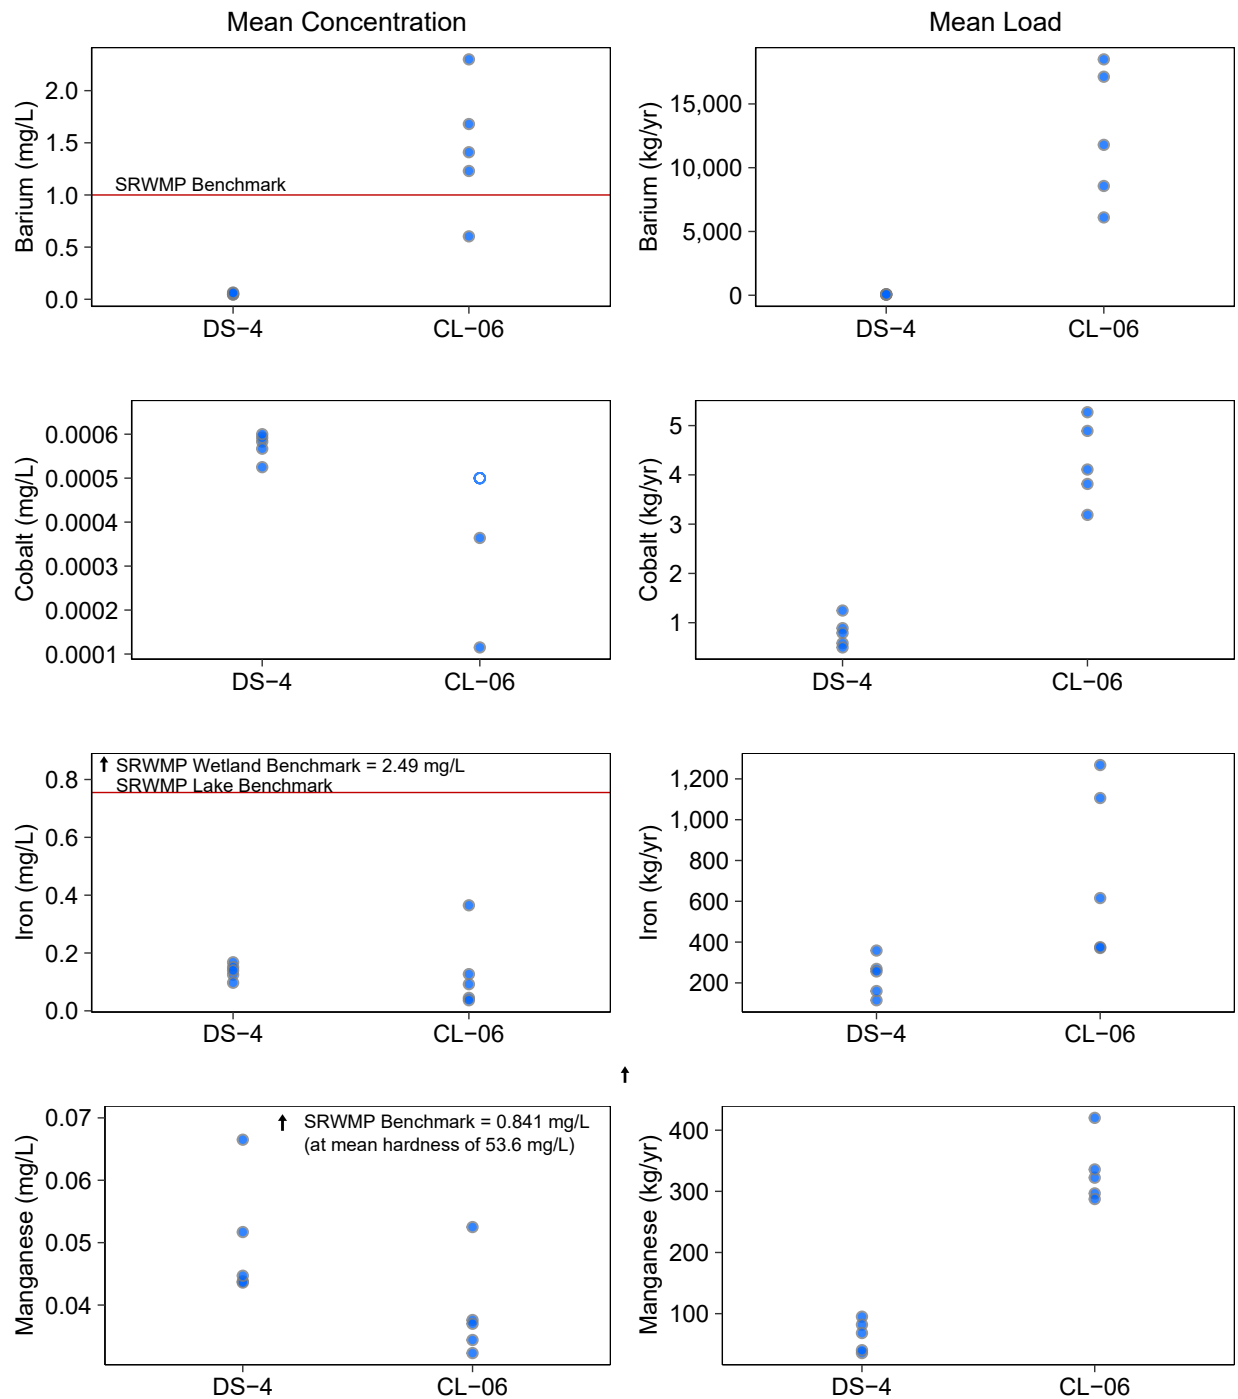 Mean Concentration
Mean Load
Barium (mg/L)
2.0
1.5
1.0
0.5
0.0
SRWMP Benchmark
DS−4
CL−06
Barium (kg/yr)
15,000
10,000
5,000
0
DS−4
CL−06
Cobalt (mg/L)
0.0006
0.0005
0.0004
0.0003
0.0002
0.0001
DS−4
CL−06
Cobalt (kg/yr)
5
4
3
2
1
DS−4
CL−06
Iron (mg/L)
0.8
0.6
0.4
0.2
0.0
SRWMP Wetland Benchmark = 2.49 mg/L
SRWMP Lake Benchmark
DS−4
CL−06
Iron (kg/yr)
1,200
1,000
800
600
400
200
DS−4
CL−06
Manganese (mg/L)
0.07
0.06
0.05
0.04
SRWMP Benchmark = 0.841 mg/L
(at mean hardness of 53.6 mg/L)
DS−4
CL−06
Manganese (kg/yr)
400
300
200
100
DS−4
CL−06